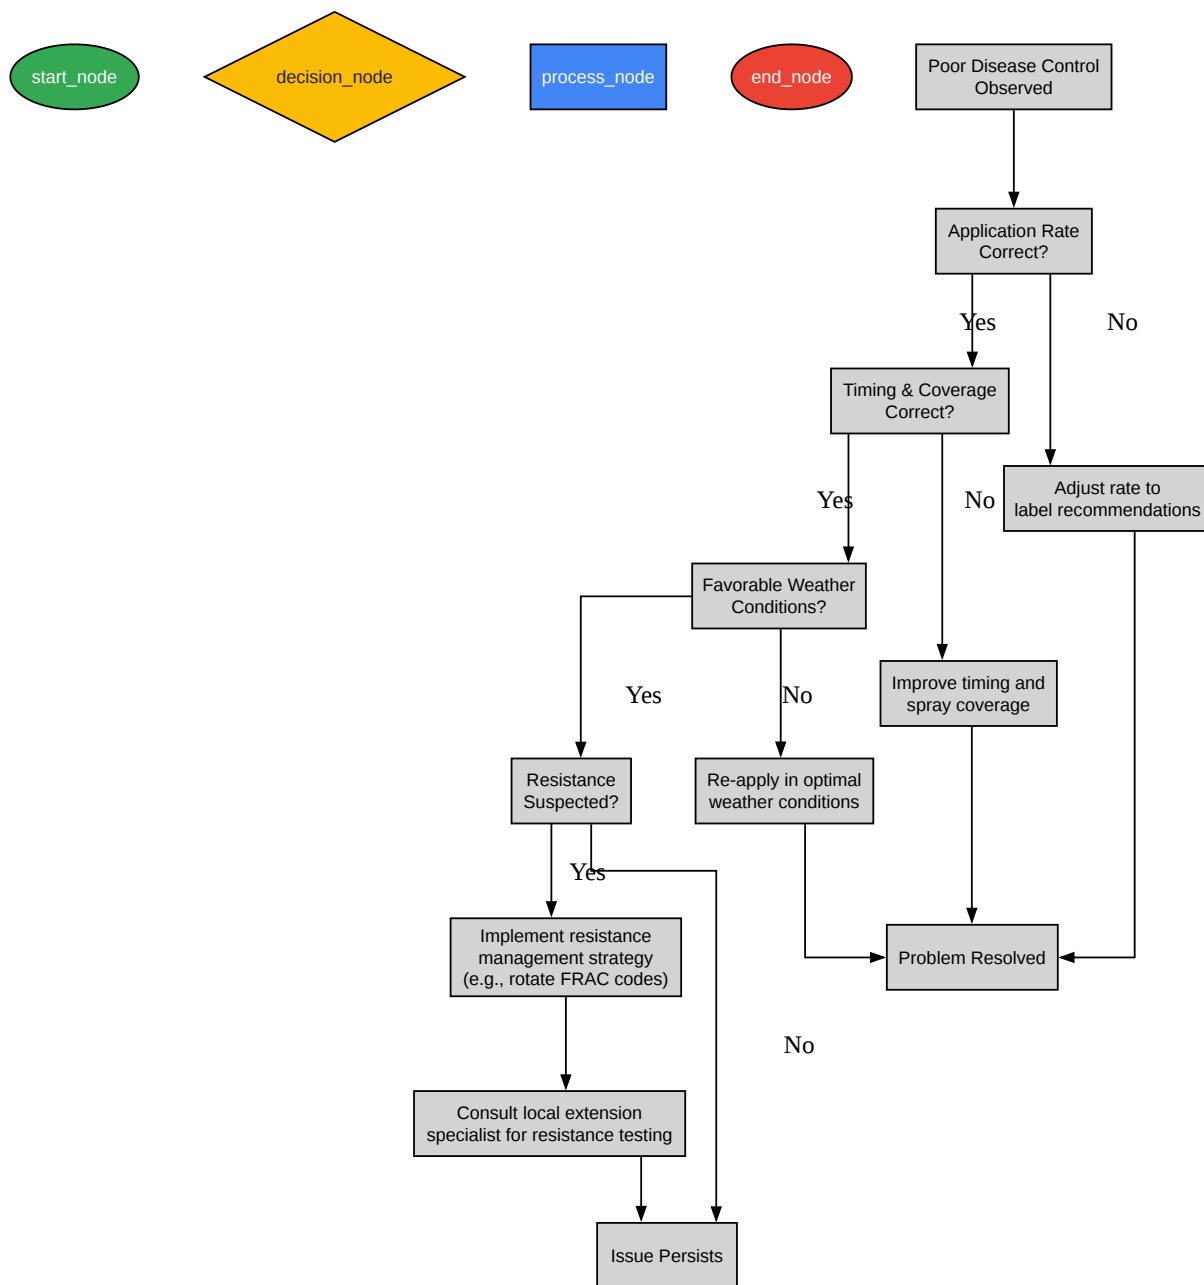 start_node
decision_node
process_node
end_node
Poor Disease Control
Observed
Application Rate
Correct?
Yes
No
Timing & Coverage
Correct?
Yes
No
Adjust rate to
label recommendations
Favorable Weather
Conditions?
Yes
No
Improve timing and
spray coverage
Resistance
Suspected?
Re-apply in optimal
weather conditions
Yes
Implement resistance
management strategy
(e.g., rotate FRAC codes)
Problem Resolved
No
Consult local extension
specialist for resistance testing
Issue Persists